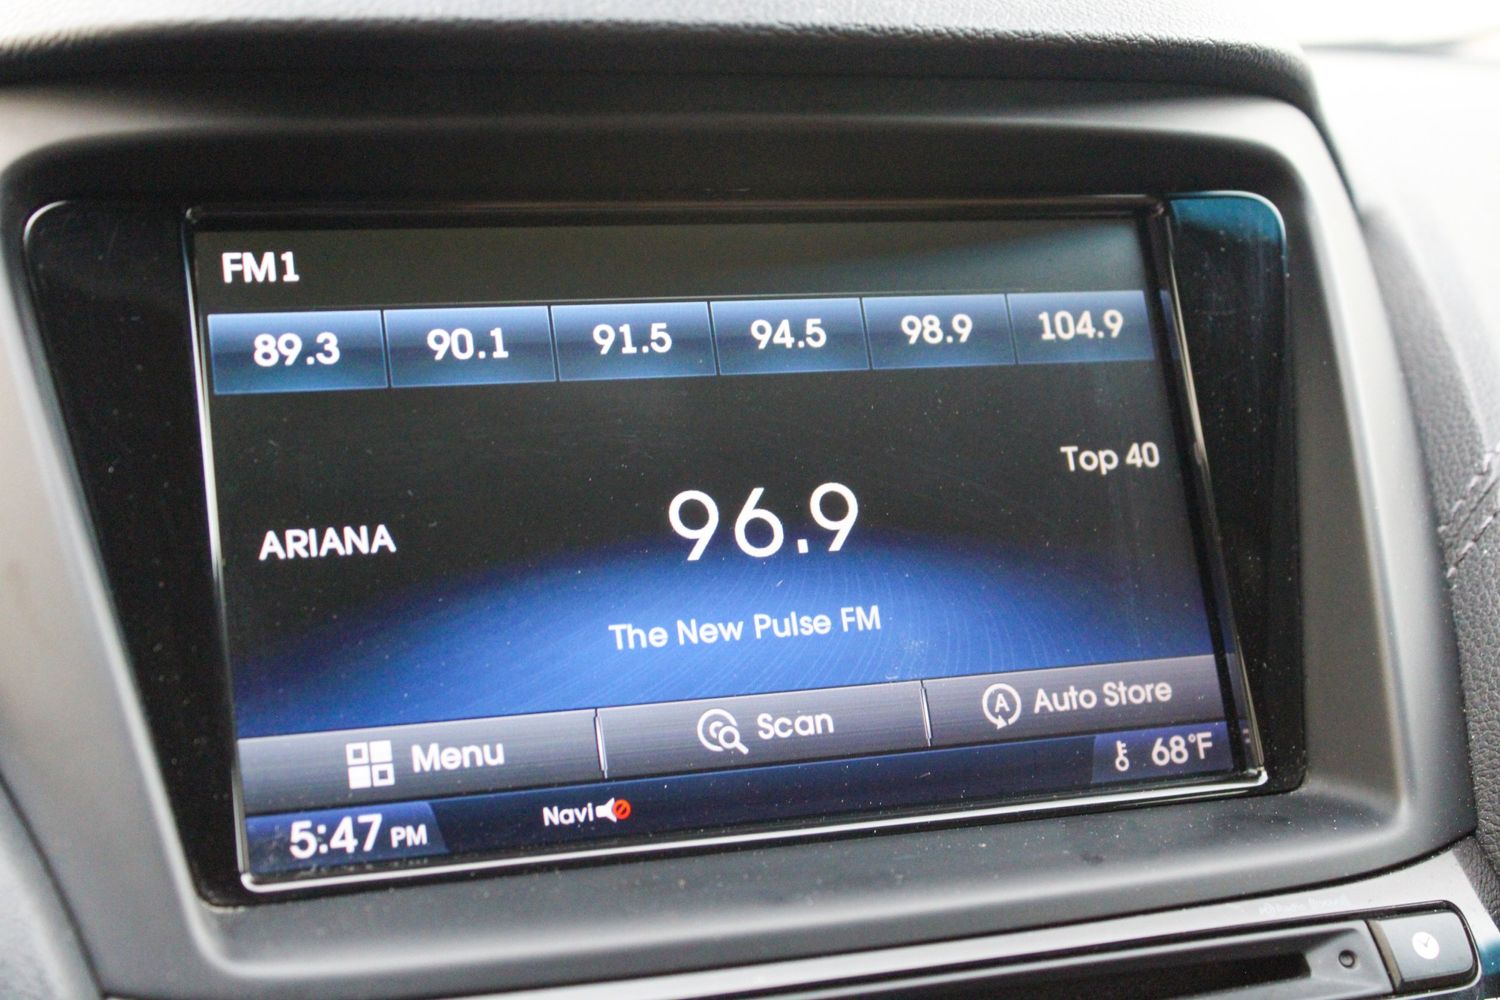 FM1
89.3 90.1 91.5 94.5 98.9 104.9
Top 40
ARIANA
96.9
The New Pulse FM
Menu Scan A Auto Store
5:47 PM Navi 68°F